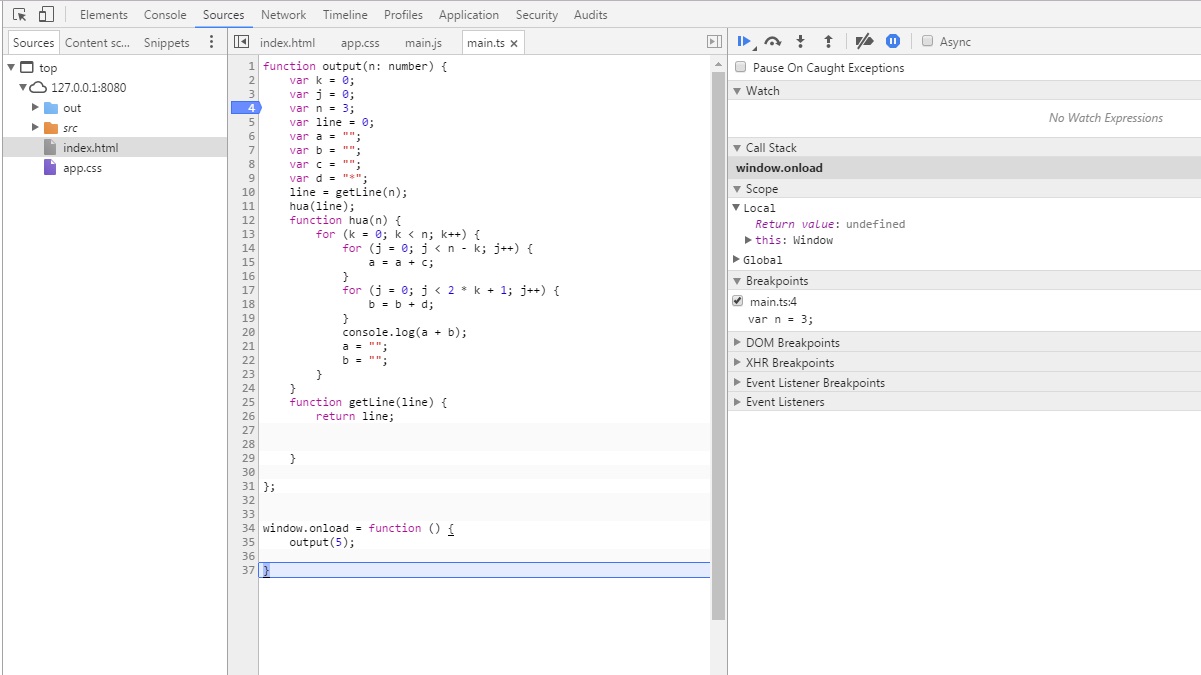 Elements Console Sources Network Timeline Profiles Application Security Audits
Sources Content sc... Snippets
top
127.0.0.1:8080
out
src
index.html
app.css
index.html app.css main.js main.ts ×
1 function output(n: number) {
2 var k = 0;
3 var j = 0;
4 var n = 3;
5 var line = 0;
6 var a = "";
7 var b = "";
8 var c = "";
9 var d = "*";
10 line = getLine(n);
11 hua(line);
12 function hua(n) {
13 for (k = 0; k < n; k++) {
14 for (j = 0; j < n - k; j++) {
15 a = a + c;
16 }
17 for (j = 0; j < 2 * k + 1; j++) {
18 b = b + d;
19 }
20 console.log(a + b);
21 a = "";
22 b = "";
23 }
24 }
25 function getLine(line) {
26 return line;
27
28
29 }
30
31 };
32
33
34 window.onload = function () {
35 output(5);
36
37 }
Async
Pause On Caught Exceptions
Watch
No Watch Expressions
Call Stack
window.onload
Scope
Local
Return value: undefined
this: Window
Global
Breakpoints
main.ts:4
var n = 3;
DOM Breakpoints
XHR Breakpoints
Event Listener Breakpoints
Event Listeners